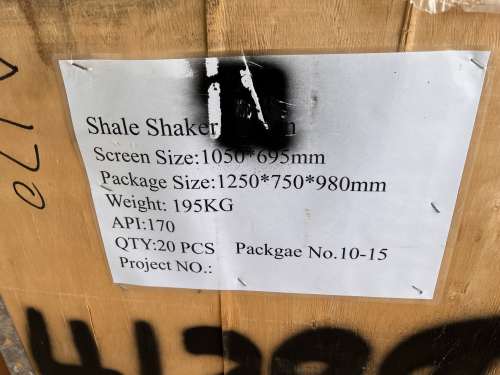 Shale Shaker
Screen Size:1050*695mm
Package Size:1250*750*980mm
Weight: 195KG
API:170
QTY:20 PCS Packgae No.10-15
Project NO.: